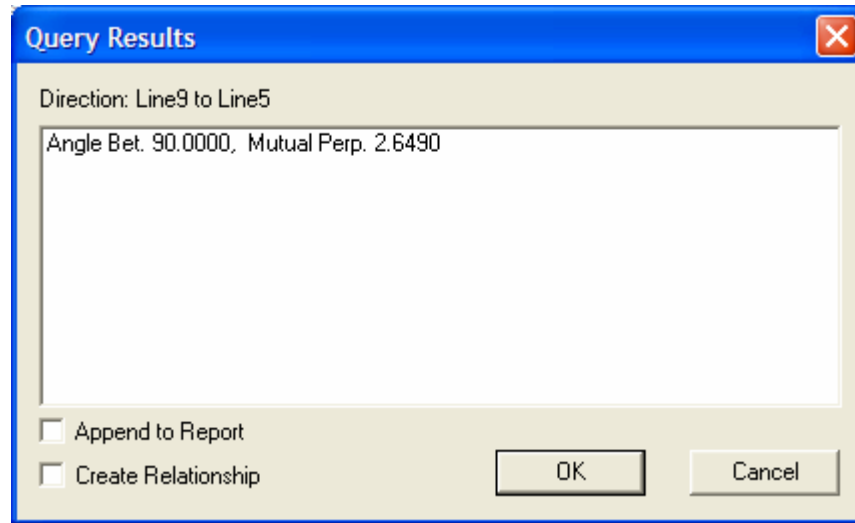 Query Results
Direction: Line9 to Line5
Angle Bet. 90.0000,  Mutual Perp. 2.6490
Append to Report
Create Relationship
OK
Cancel